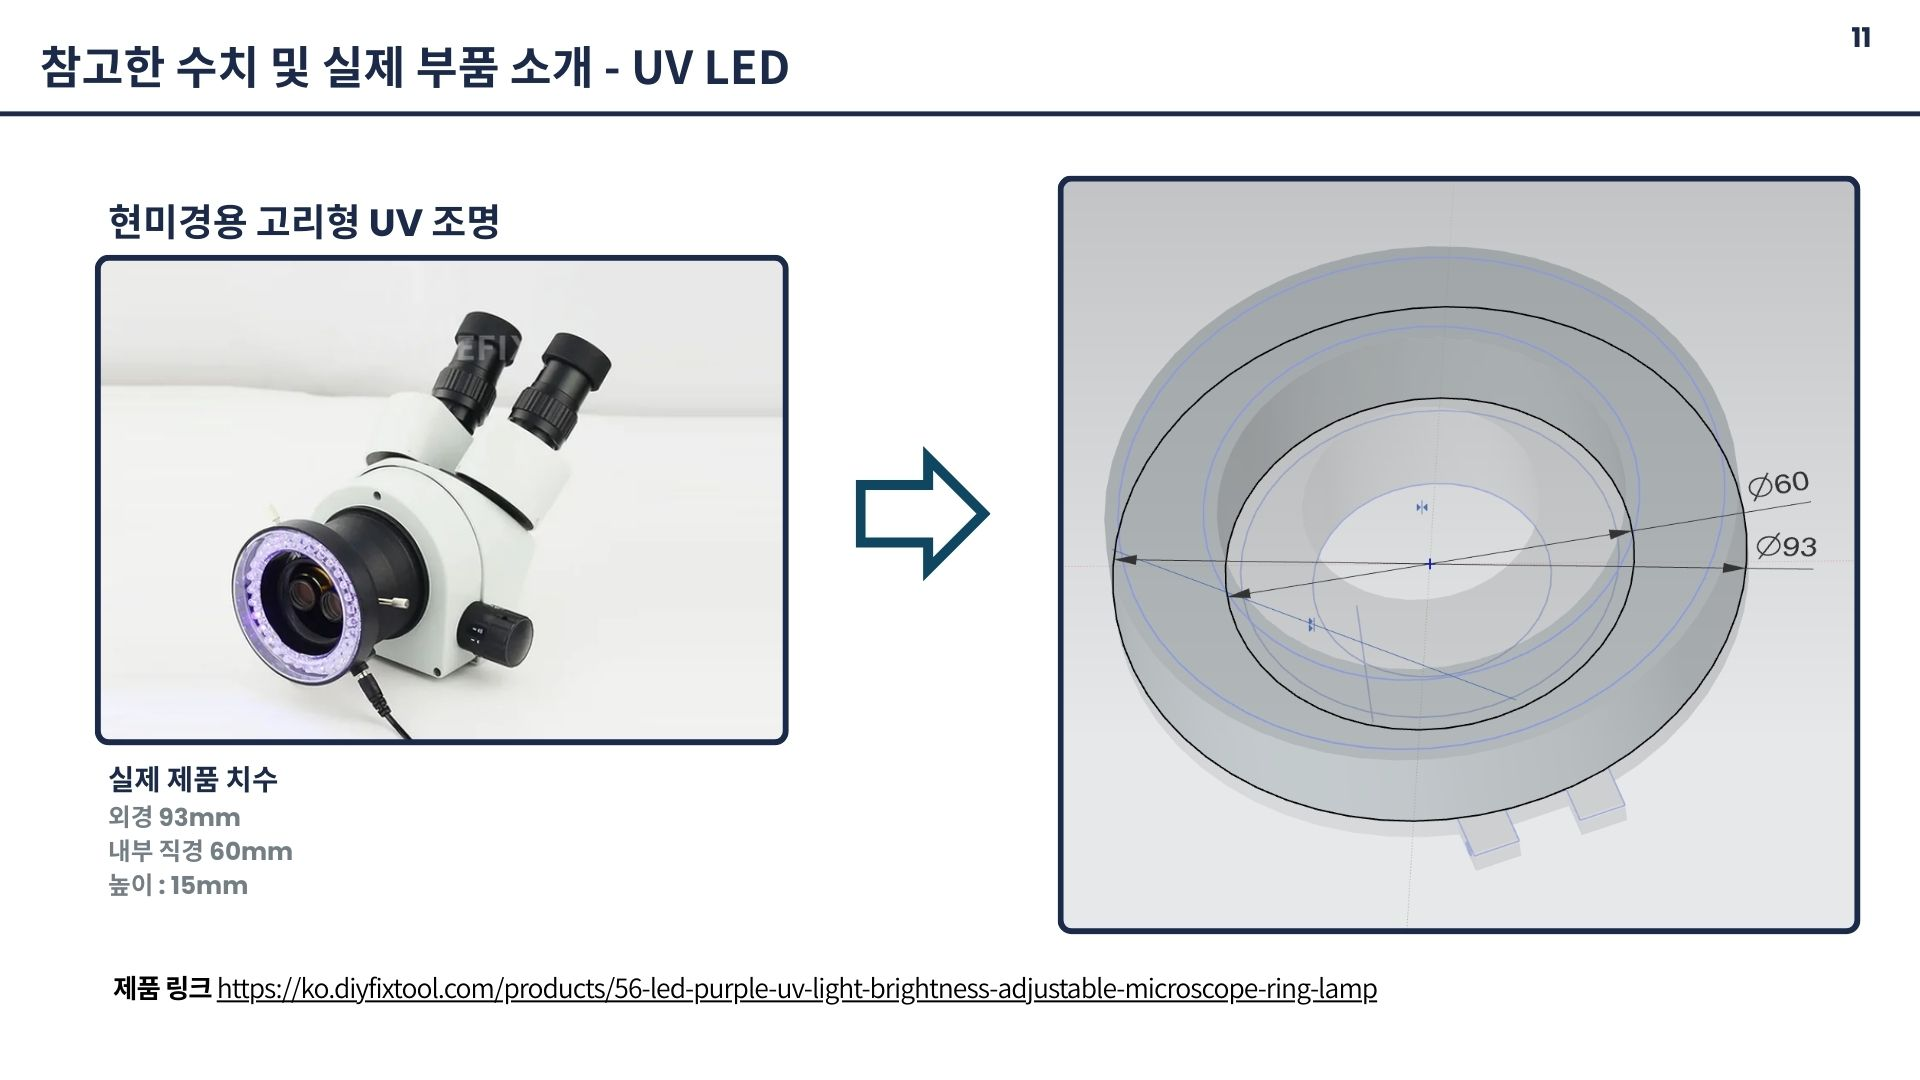 참고한 수치 및 실제 부품 소개 - UV LED
11
현미경용 고리형 UV 조명
EFIX
∅60
∅93
실제 제품 치수
외경 93mm
내부 직경 60mm
높이 : 15mm
제품 링크 https://ko.diyfixtool.com/products/56-led-purple-uv-light-brightness-adjustable-microscope-ring-lamp